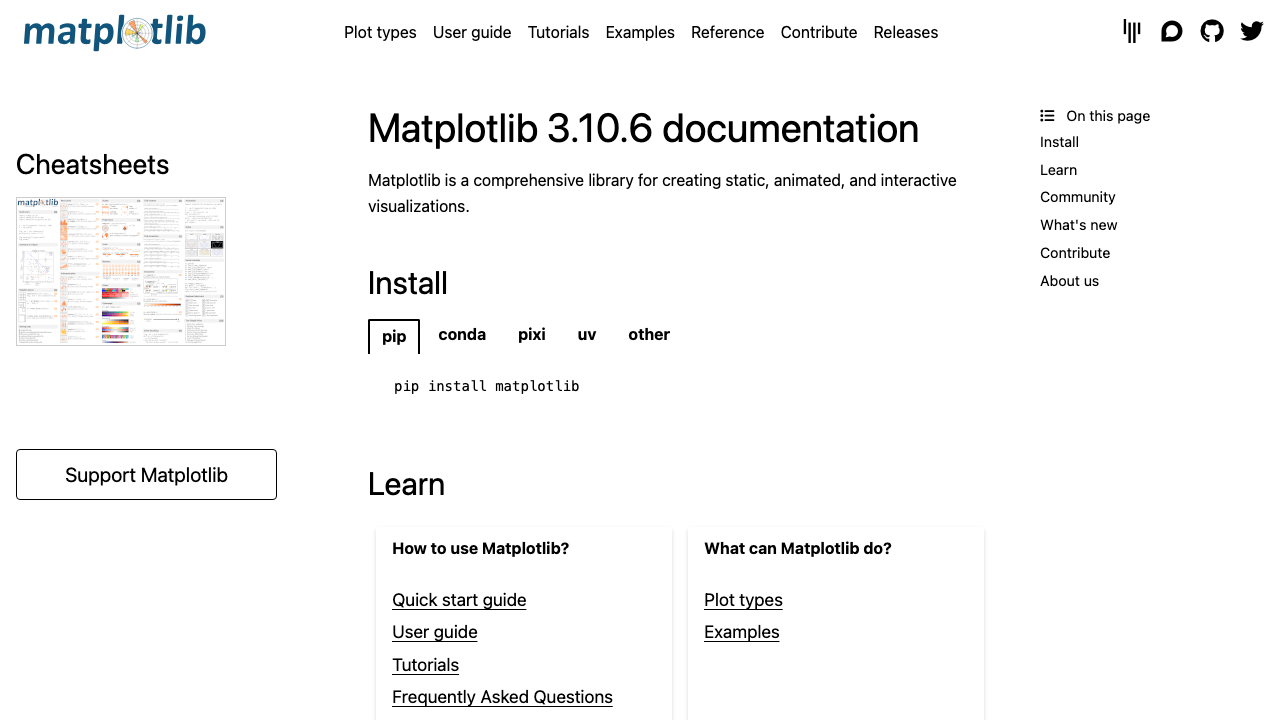 matplotlib
Plot types User guide Tutorials Examples Reference Contribute Releases
Cheatsheets
matplotlib
Support Matplotlib
Matplotlib 3.10.6 documentation
Matplotlib is a comprehensive library for creating static, animated, and interactive
visualizations.
Install
pip conda pixi uv other
pip install matplotlib
Learn
How to use Matplotlib?
Quick start guide
User guide
Tutorials
Frequently Asked Questions
What can Matplotlib do?
Plot types
Examples
On this page
Install
Learn
Community
What's new
Contribute
About us